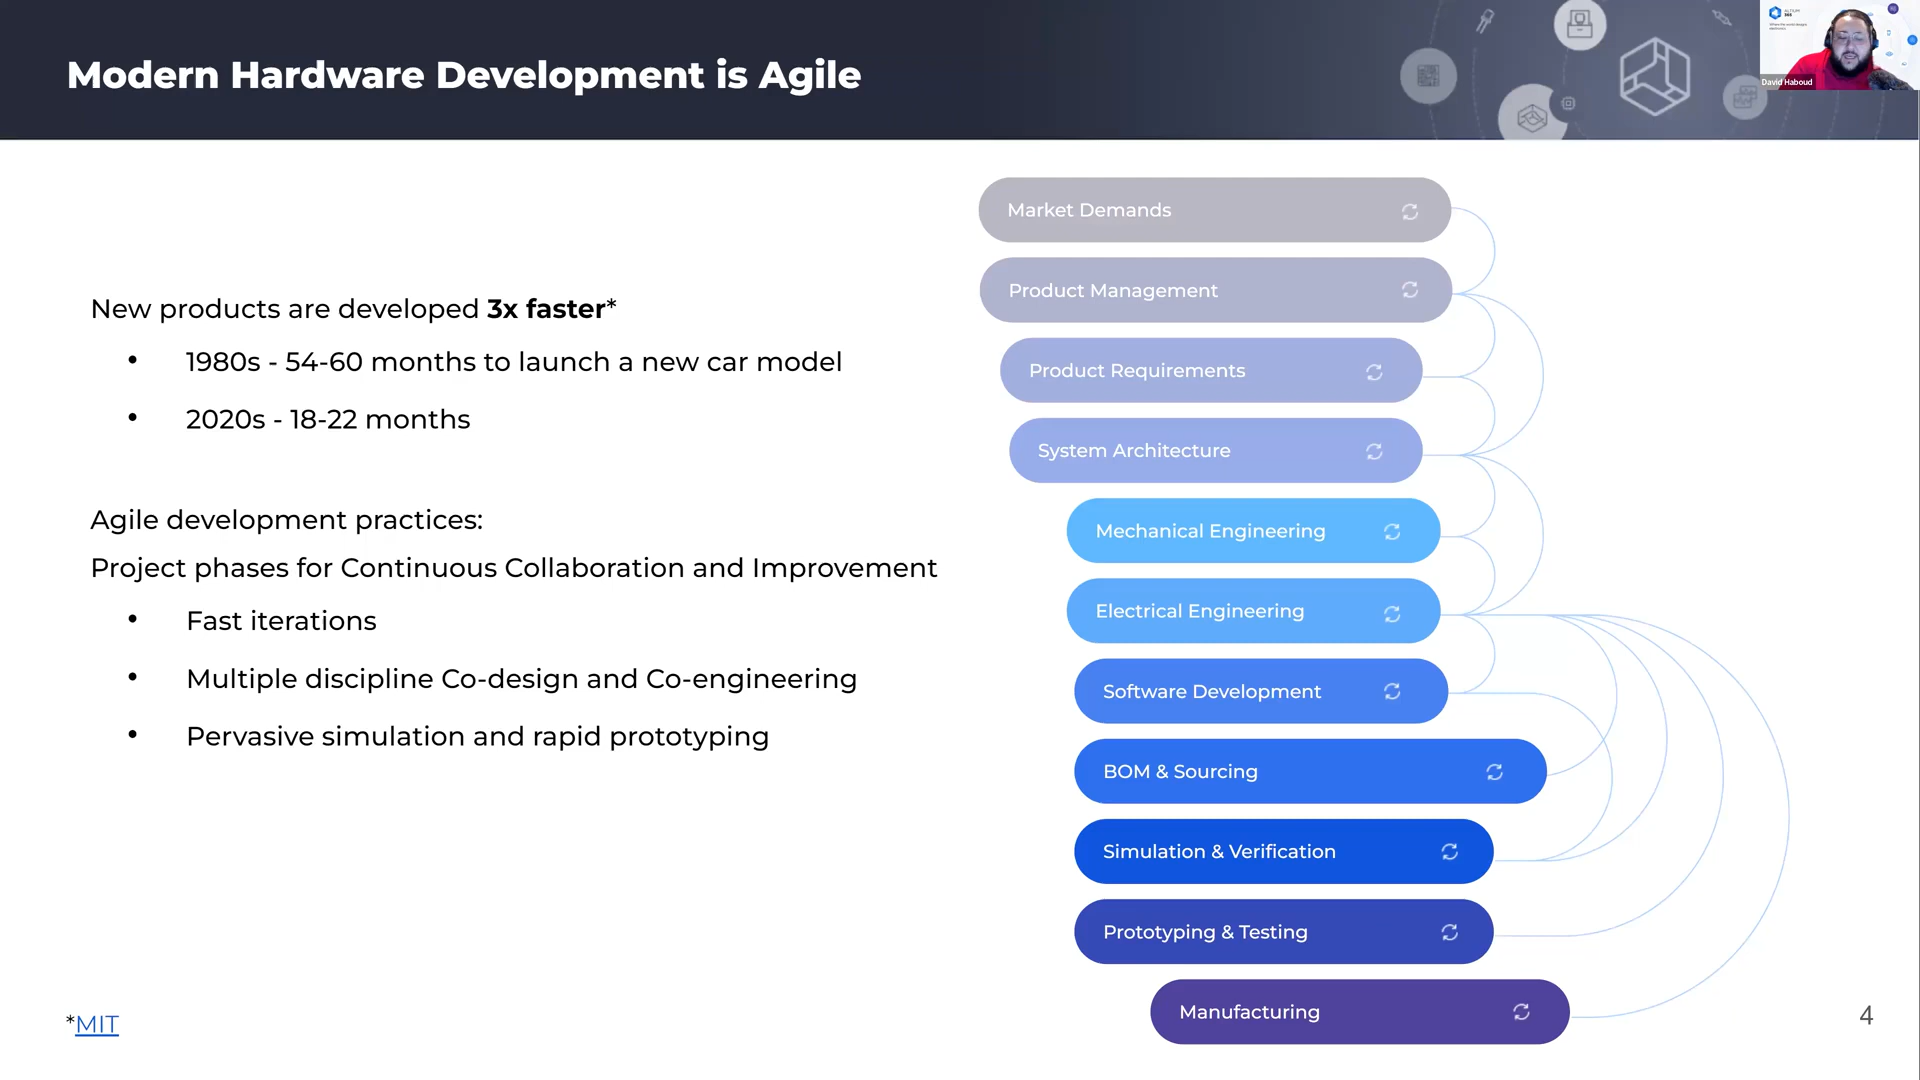 Modern Hardware Development is Agile
ALTIUM
365
David Haboud
New products are developed 3x faster*
• 1980s - 54-60 months to launch a new car model
• 2020s - 18-22 months
Agile development practices:
Project phases for Continuous Collaboration and Improvement
• Fast iterations
• Multiple discipline Co-design and Co-engineering
• Pervasive simulation and rapid prototyping
Market Demands
Product Management
Product Requirements
System Architecture
Mechanical Engineering
Electrical Engineering
Software Development
BOM & Sourcing
Simulation & Verification
Prototyping & Testing
Manufacturing
*MIT
4